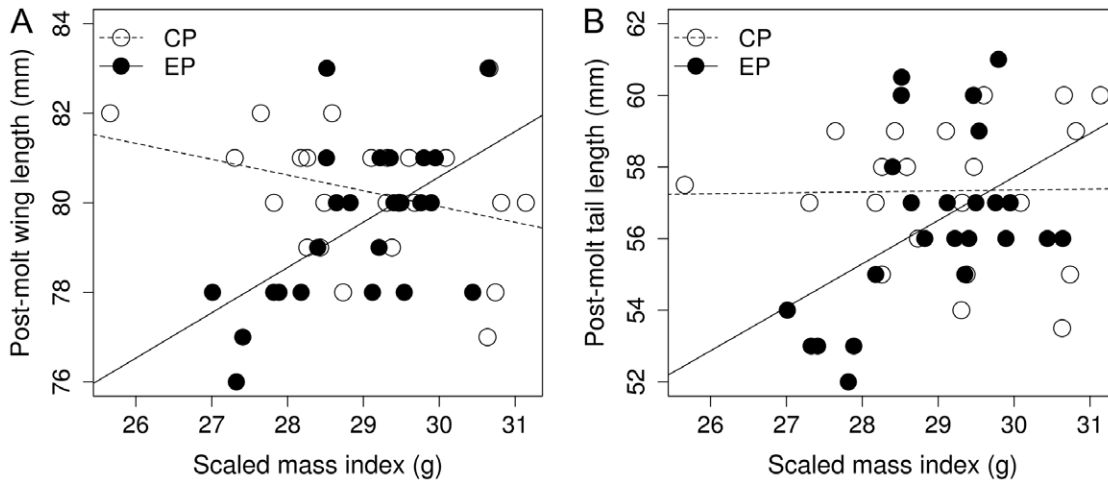 A
Post-molt wing length (mm)
84
82
80
78
76
CP
EP
26 27 28 29 30 31
Scaled mass index (g)
B
Post-molt tail length (mm)
62
60
58
56
54
52
CP
EP
26 27 28 29 30 31
Scaled mass index (g)